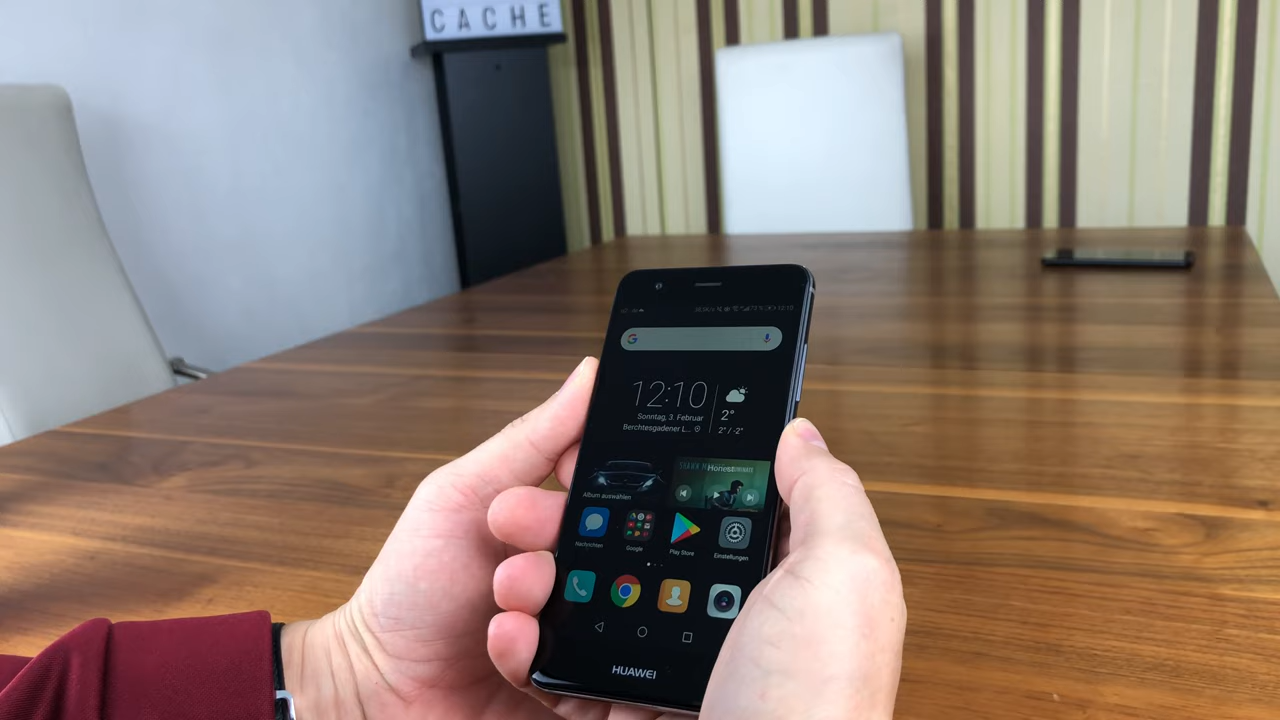 CACHE
12:10
Sonntag, 3. Februar
Berchtesgadener L...
2°
2° / -2°
Honest
Album auswählen
Nachrichten
Google
Play Store
Einstellungen
HUAWEI